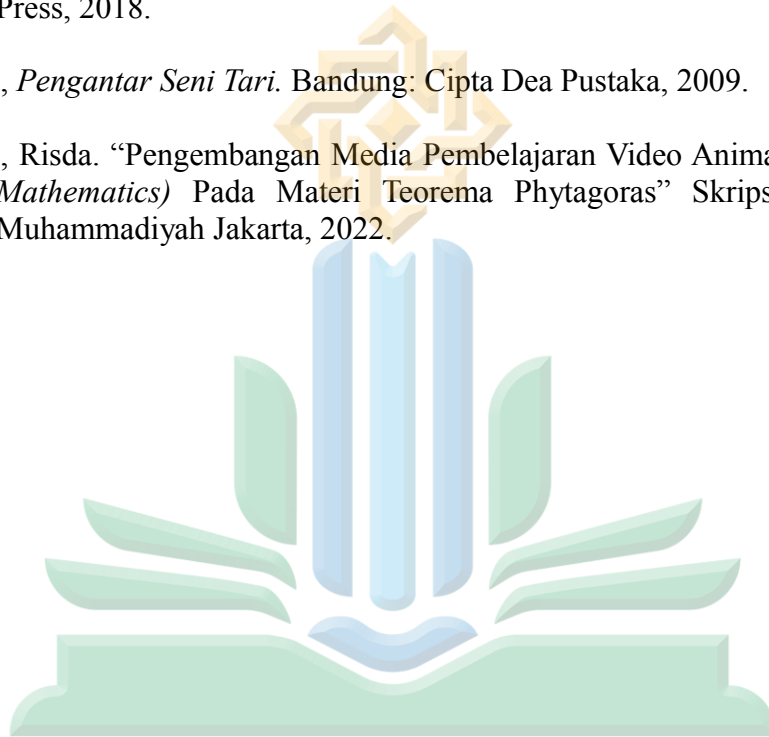 Press, 2018.
, Pengantar Seni Tari. Bandung: Cipta Dea Pustaka, 2009.
, Risda. “Pengembangan Media Pembelajaran Video Anima
Mathematics) Pada Materi Teorema Phytagoras” Skrips
Muhammadiyah Jakarta, 2022.